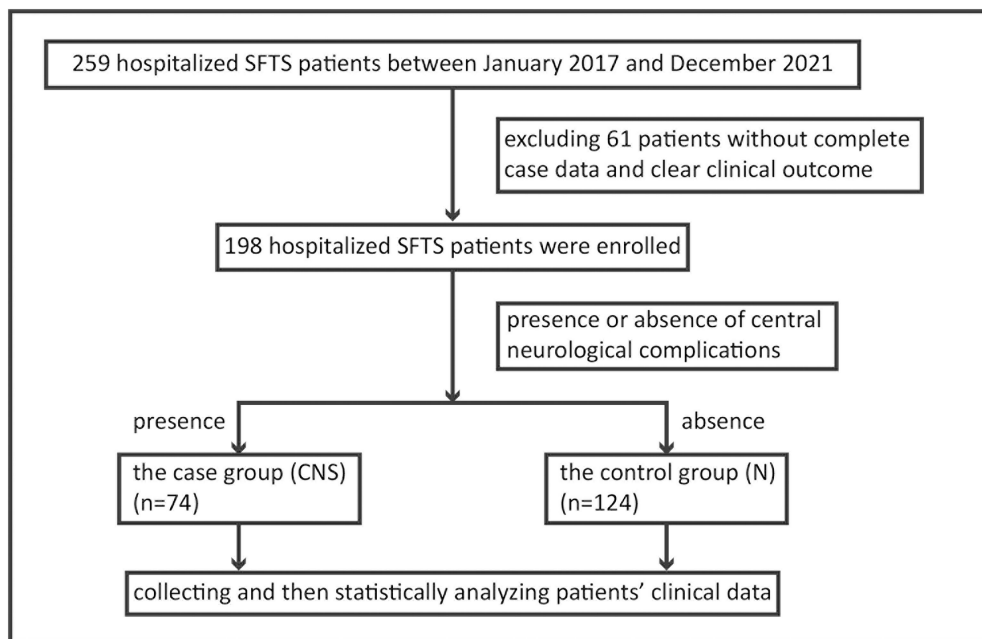 259 hospitalized SFTS patients between January 2017 and December 2021
excluding 61 patients without complete
case data and clear clinical outcome
198 hospitalized SFTS patients were enrolled
presence or absence of central
neurological complications
presence
absence
the case group (CNS)
(n=74)
the control group (N)
(n=124)
collecting and then statistically analyzing patients’ clinical data